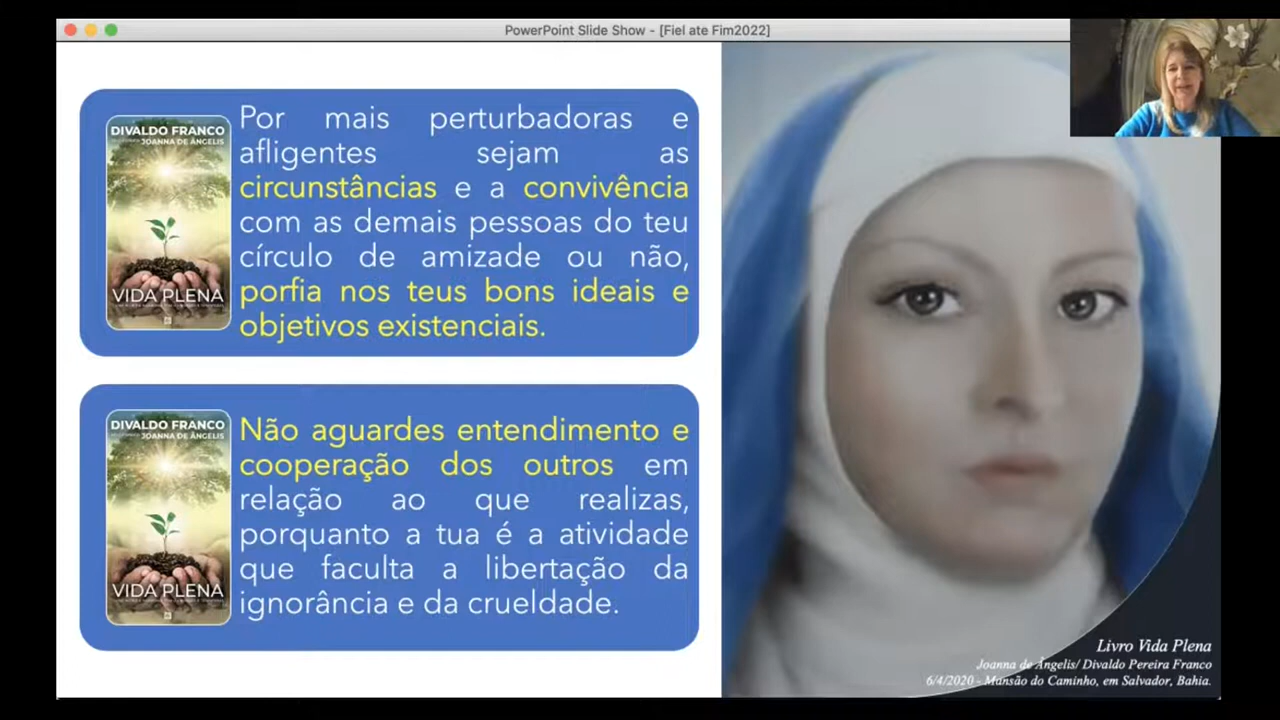 PowerPoint Slide Show - [Fiel ate Fim2022]
DIVALDO FRANCO
JOANNA DE ÂNGELIS
VIDA PLENA
Por mais perturbadoras e
afligentes sejam as
circunstâncias e a convivência
com as demais pessoas do teu
círculo de amizade ou não,
porfia nos teus bons ideais e
objetivos existenciais.
DIVALDO FRANCO
JOANNA DE ÂNGELIS
VIDA PLENA
Não aguardes entendimento e
cooperação dos outros em
relação ao que realizas,
porquanto a tua é a atividade
que faculta a libertação da
ignorância e da crueldade.
Livro Vida Plena
Joanna de Ângelis/ Divaldo Pereira Franco
6/4/2020 - Mansão do Caminho, em Salvador, Bahia.